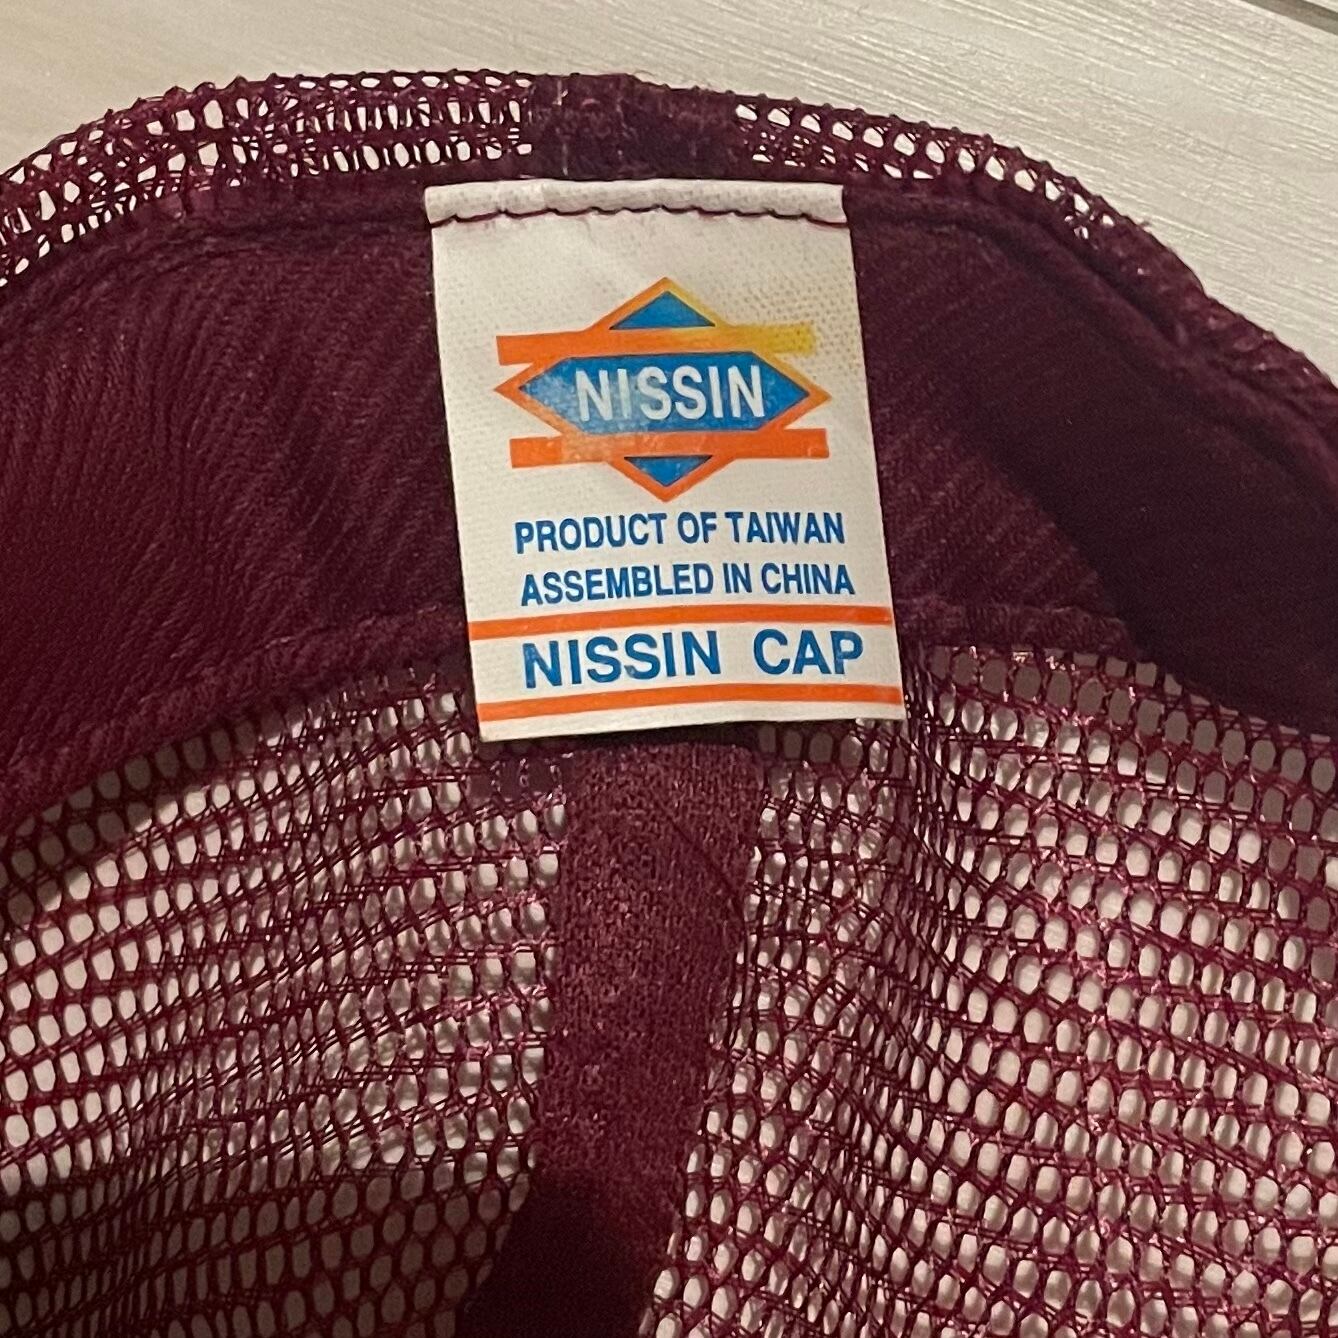 NISSIN
PRODUCT OF TAIWAN
ASSEMBLED IN CHINA
NISSIN CAP